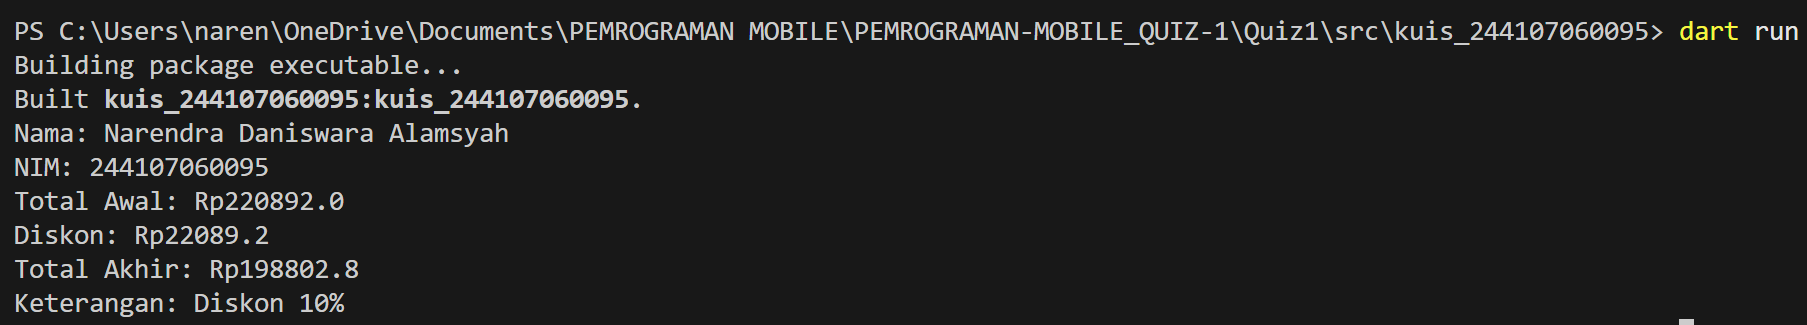 PS C:\Users\naren\OneDrive\Documents\PEMROGRAMAN MOBILE\PEMROGRAMAN-MOBILE_QUIZ-1\Quiz1\src\kuis_244107060095> dart run
Building package executable...
Built kuis_244107060095:kuis_244107060095.
Nama: Narendra Daniswara Alamsyah
NIM: 244107060095
Total Awal: Rp220892.0
Diskon: Rp22089.2
Total Akhir: Rp198802.8
Keterangan: Diskon 10%